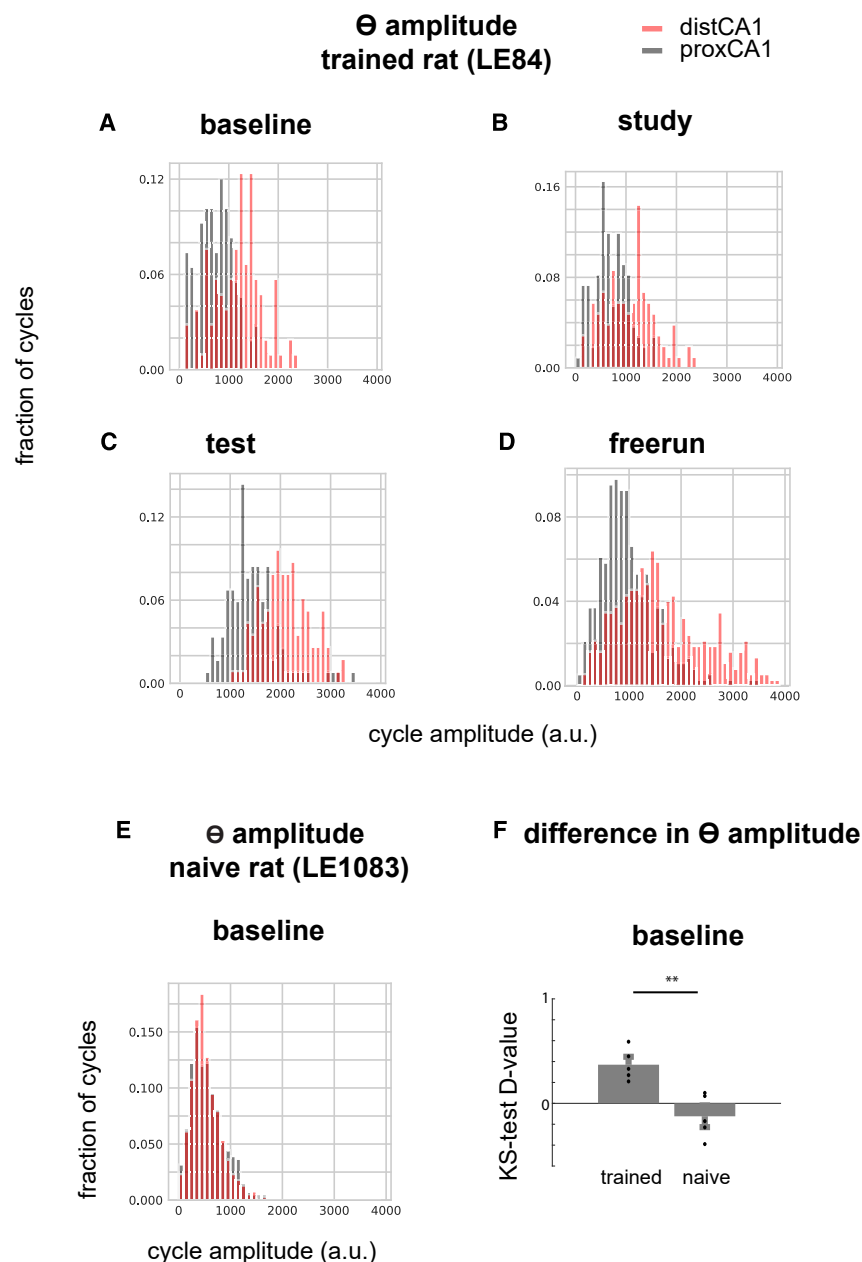 Ɵ amplitude
trained rat (LE84)
distCA1
proxCA1
A baseline
B study
0.12
0.06
0.00
0 1000 2000 3000 4000
0.16
0.08
0.00
0 1000 2000 3000 4000
fraction of cycles
C test
D freerun
0.12
0.06
0.00
0 1000 2000 3000 4000
0.08
0.04
0.00
0 1000 2000 3000 4000
cycle amplitude (a.u.)
E Ɵ amplitude
naive rat (LE1083)
baseline
0.150
0.100
0.050
0.000
0 1000 2000 3000 4000
fraction of cycles
cycle amplitude (a.u.)
F difference in Ɵ amplitude
baseline
**
1
0
KS-test D-value
trained naive